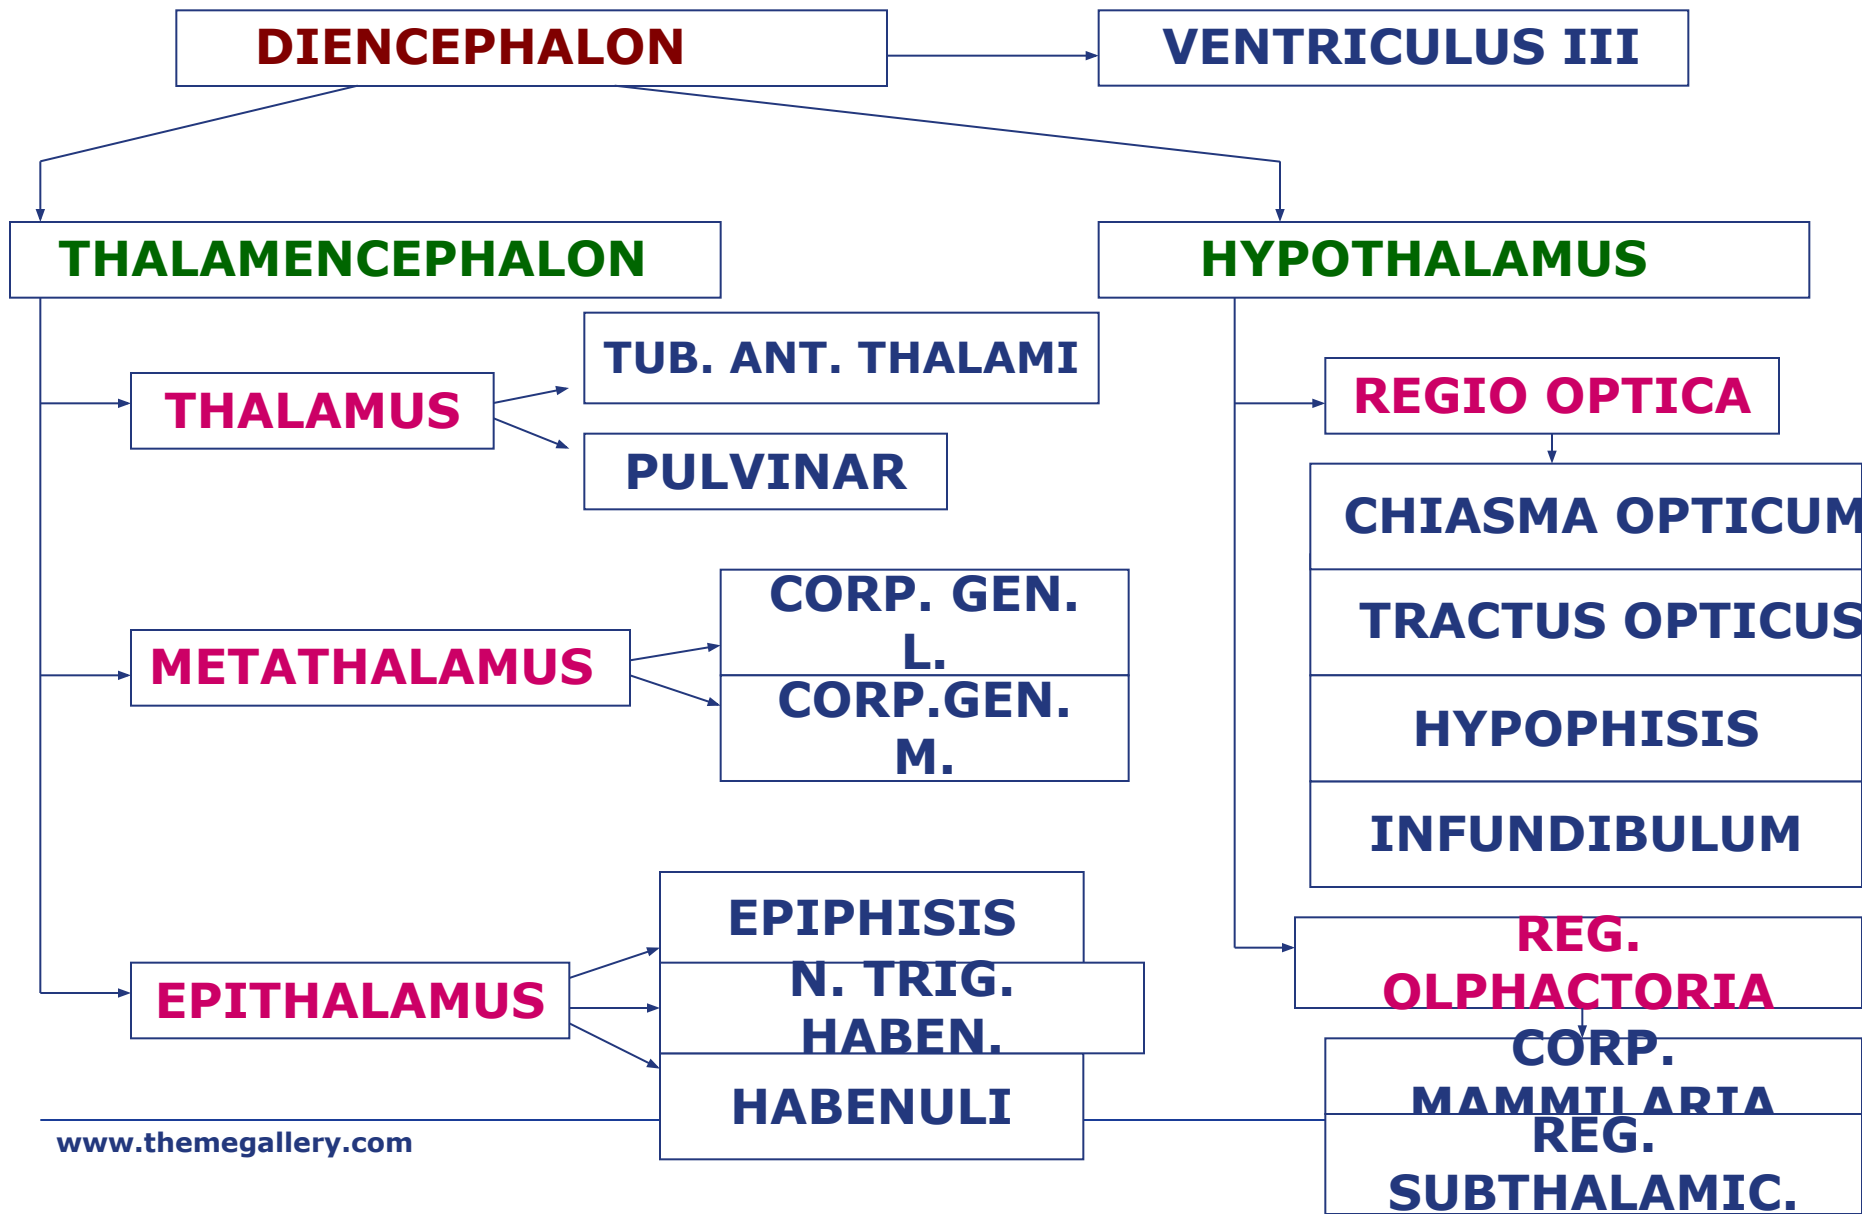 DIENCEPHALON
VENTRICULUS III
THALAMENCEPHALON
HYPOTHALAMUS
TUB. ANT. THALAMI
THALAMUS
PULVINAR
REGIO OPTICA
CHIASMA OPTICUM
TRACTUS OPTICUS
HYPOPHISIS
INFUNDIBULUM
METATHALAMUS
CORP. GEN.
L.
CORP.GEN.
M.
EPITHALAMUS
EPIPHISIS
N. TRIG.
HABEN.
HABENULI
REG.
OLPHACTORIA
CORP.
MAMMILARIA
REG.
SUBTHALAMIC.
www.themegallery.com